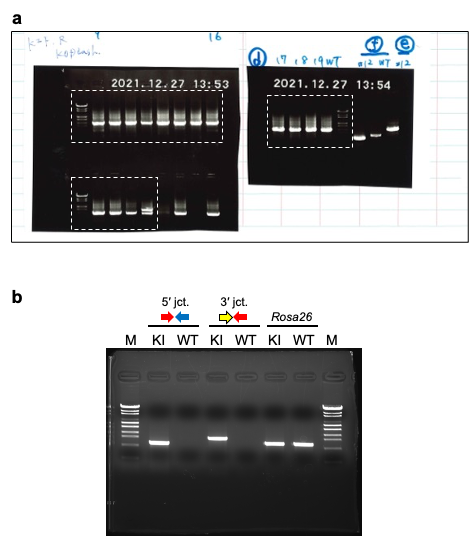 a
16
2021.12.27 13:53
ⓓ 17 18 19 WT
ⓕ ⓔ
#12 WT #12
2021.12.27 13:54
b
5′ jct. 3′ jct. Rosa26
M KI WT KI WT KI WT M